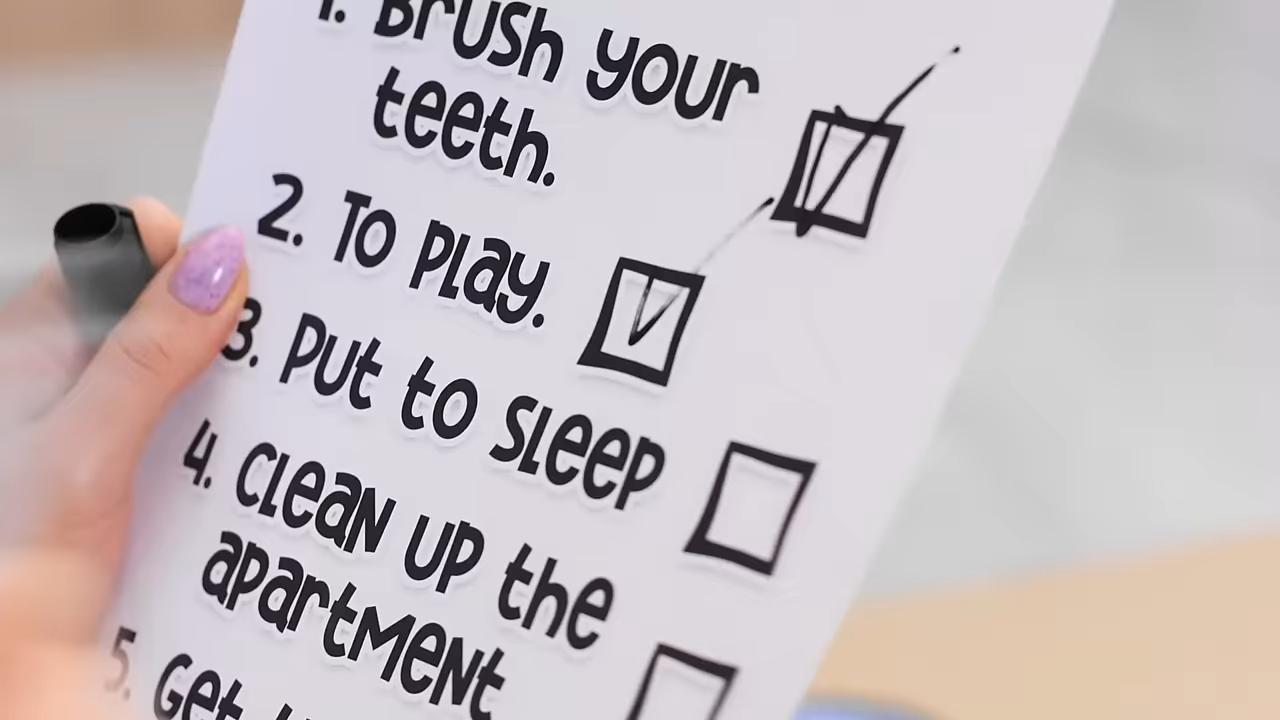 1. Brush your
teeth.
2. To play.
3. Put to sleep
4. Clean up the
apartment
5. Get